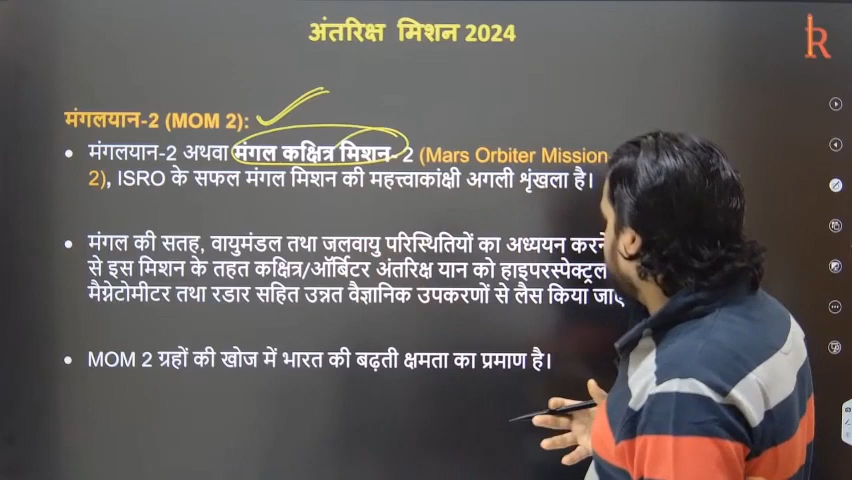 अंतरिक्ष मिशन 2024
R
मंगलयान-2 (MOM 2):
• मंगलयान-2 अथवा मंगल कक्षित्र मिशन- 2 (Mars Orbiter Mission
2), ISRO के सफल मंगल मिशन की महत्त्वाकांक्षी अगली शृंखला है।
• मंगल की सतह, वायुमंडल तथा जलवायु परिस्थितियों का अध्ययन करने
से इस मिशन के तहत कक्षित्र/ऑर्बिटर अंतरिक्ष यान को हाइपरस्पेक्ट्रल
मैग्नेटोमीटर तथा रडार सहित उन्नत वैज्ञानिक उपकरणों से लैस किया
• MOM 2 ग्रहों की खोज में भारत की बढ़ती क्षमता का प्रमाण है।